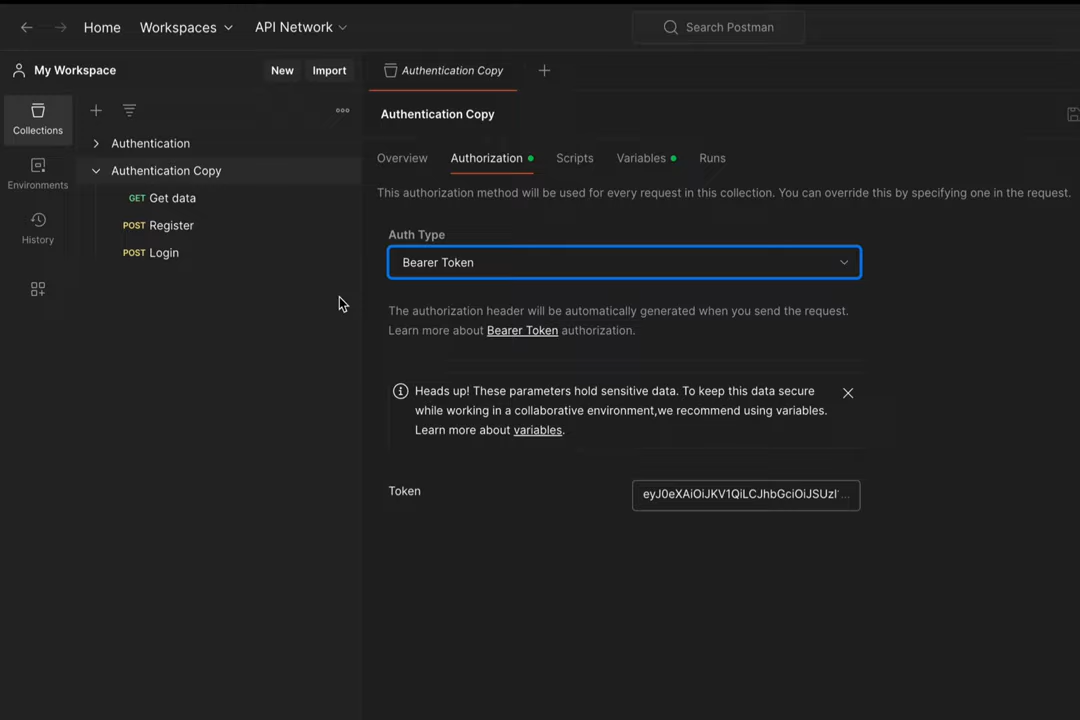 Home Workspaces API Network Search Postman
My Workspace New Import Authentication Copy
Collections
Environments
History
Authentication
Authentication Copy
GET Get data
POST Register
POST Login
Authentication Copy
Overview Authorization Scripts Variables Runs
This authorization method will be used for every request in this collection. You can override this by specifying one in the request.
Auth Type
Bearer Token
The authorization header will be automatically generated when you send the request.
Learn more about Bearer Token authorization.
Heads up! These parameters hold sensitive data. To keep this data secure
while working in a collaborative environment,we recommend using variables.
Learn more about variables.
Token eyJ0eXAiOiJKV1QiLCJhbGciOiJSUzI1...